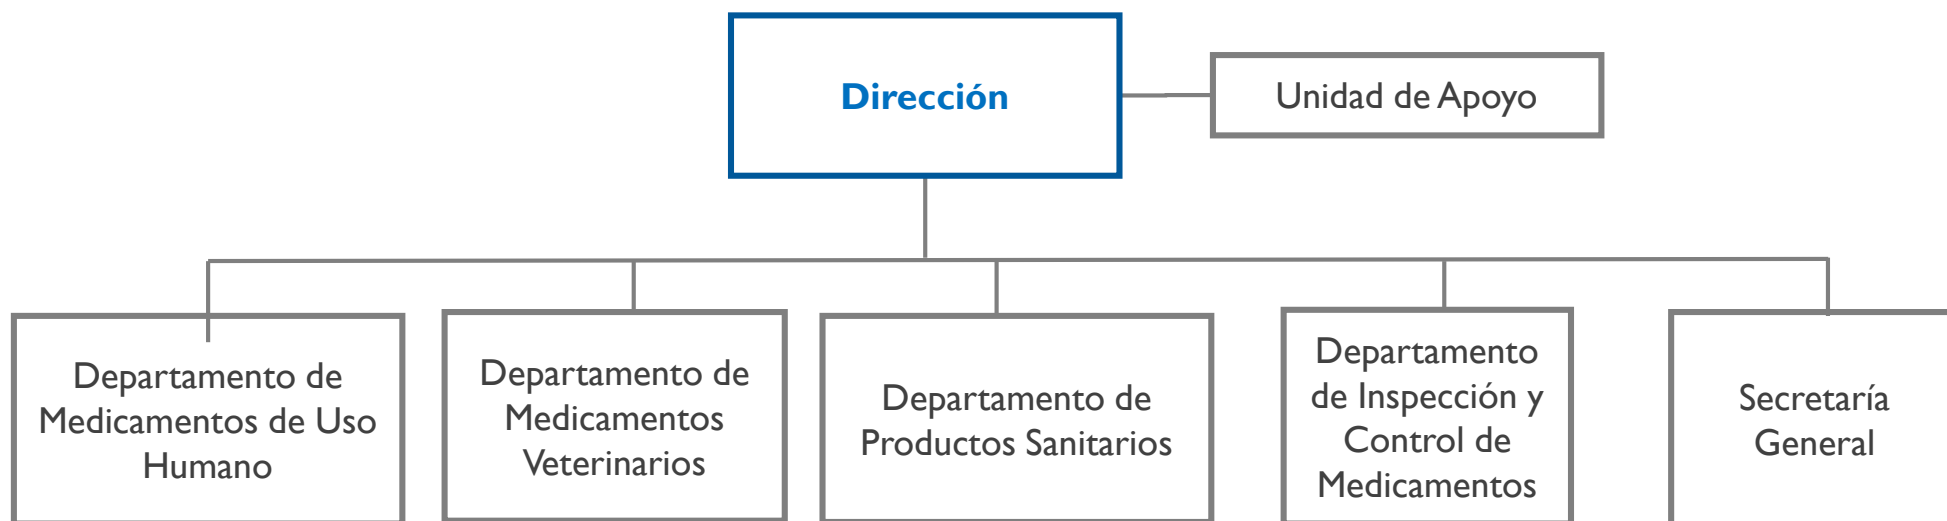 Dirección
Unidad de Apoyo
Departamento de
Medicamentos de Uso
Humano
Departamento de
Medicamentos
Veterinarios
Departamento de
Productos Sanitarios
Departamento
de Inspección y
Control de
Medicamentos
Secretaría
General